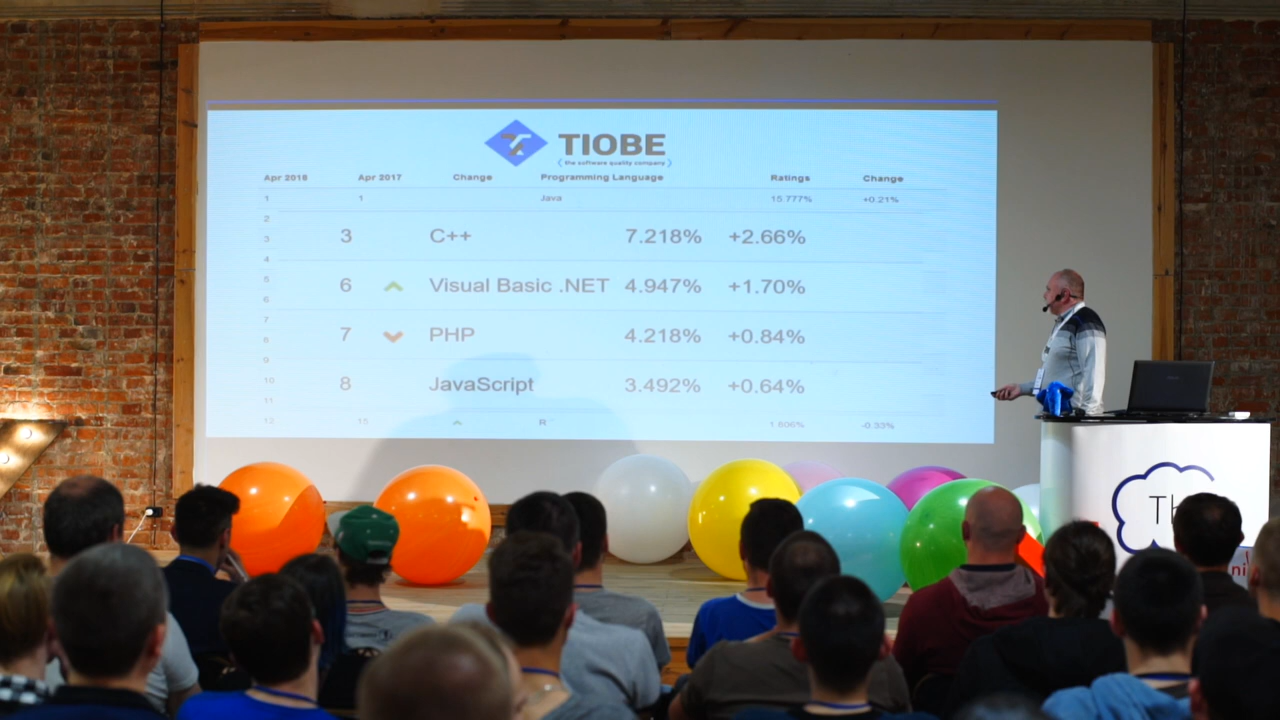 TIOBE
the software quality company
Apr 2018 Apr 2017 Change Programming Language Ratings Change
1 1 Java 15.777% +0.21%
2
3 3 C++ 7.218% +2.66%
4
5 6 Visual Basic .NET 4.947% +1.70%
6
7 7 PHP 4.218% +0.84%
8
9
10 8 JavaScript 3.492% +0.64%
11
12 15 R 1.606% -0.33%